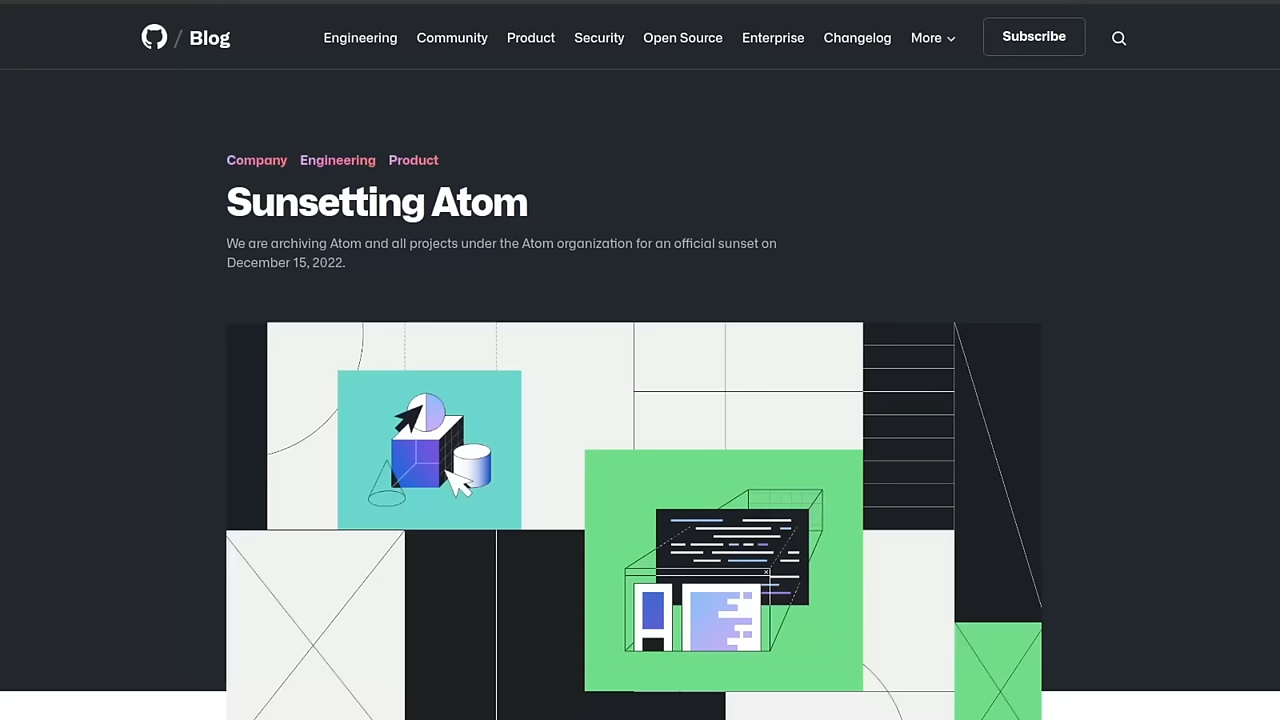 / Blog Engineering Community Product Security Open Source Enterprise Changelog More Subscribe
Company Engineering Product
Sunsetting Atom
We are archiving Atom and all projects under the Atom organization for an official sunset on
December 15, 2022.